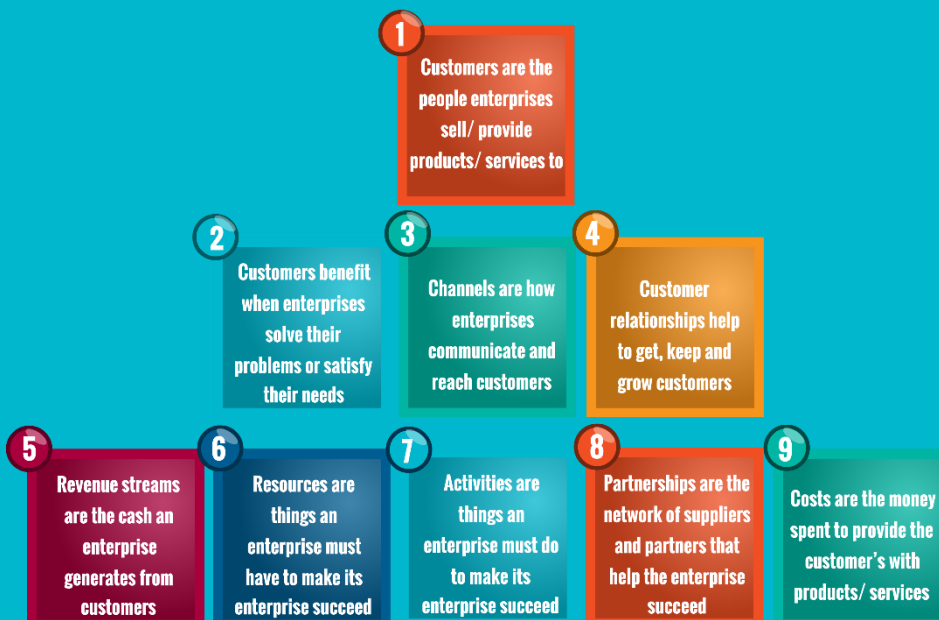 1
Customers are the
people enterprises
sell/ provide
products/ services to
2
Customers benefit
when enterprises
solve their
problems or satisfy
their needs
3
Channels are how
enterprises
communicate and
reach customers
4
Customer
relationships help
to get, keep and
grow customers
5
Revenue streams
are the cash an
enterprise
generates from
customers
6
Resources are
things an
enterprise must
have to make its
enterprise succeed
7
Activities are
things an
enterprise must do
to make its
enterprise succeed
8
Partnerships are the
network of suppliers
and partners that
help the enterprise
succeed
9
Costs are the money
spent to provide the
customer's with
products/ services